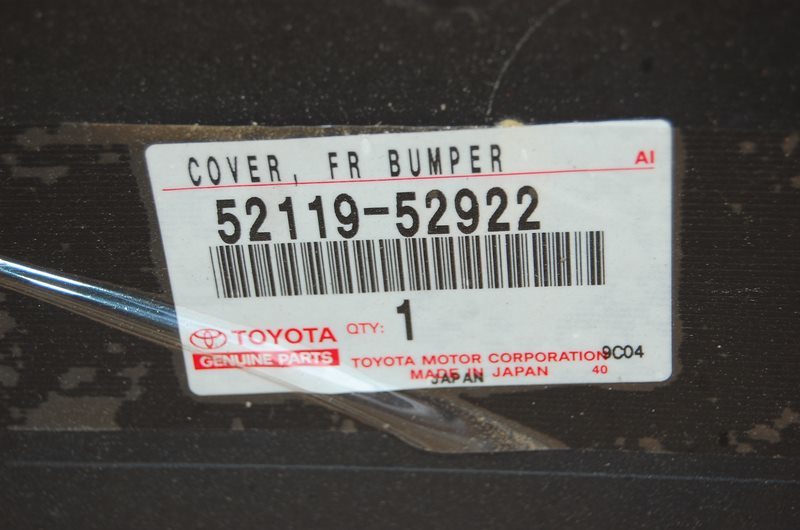 COVER, FR BUMPER
AI
52119-52922
TOYOTA QTY: 1
GENUINE PARTS
TOYOTA MOTOR CORPORATION 9C04
MADE IN JAPAN 40
JAPAN